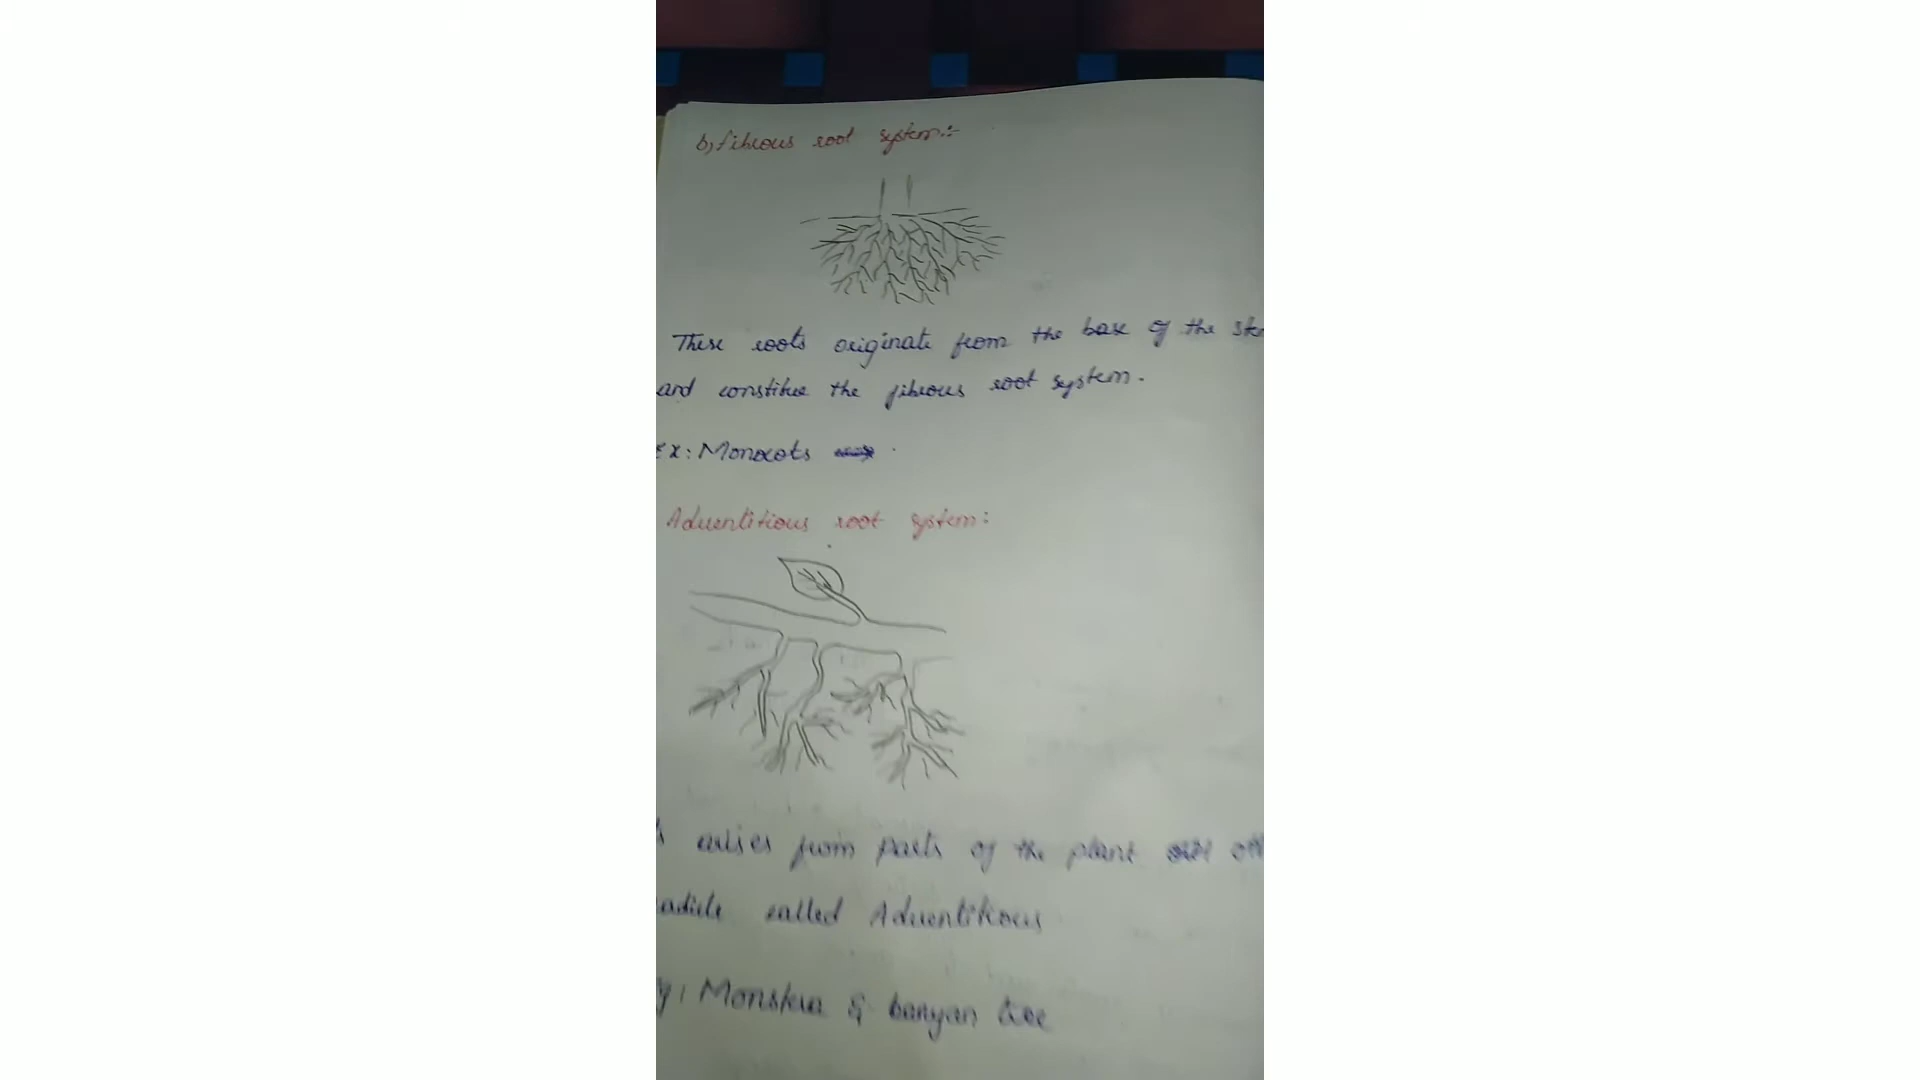 b, fibrous root system:-
These roots originate from the base of the
and constitue the fibrous root system.
Ex: Monocots
Adventitious root system:
arises from parts of the plant
called Adventitious
Monstera & banyan tree